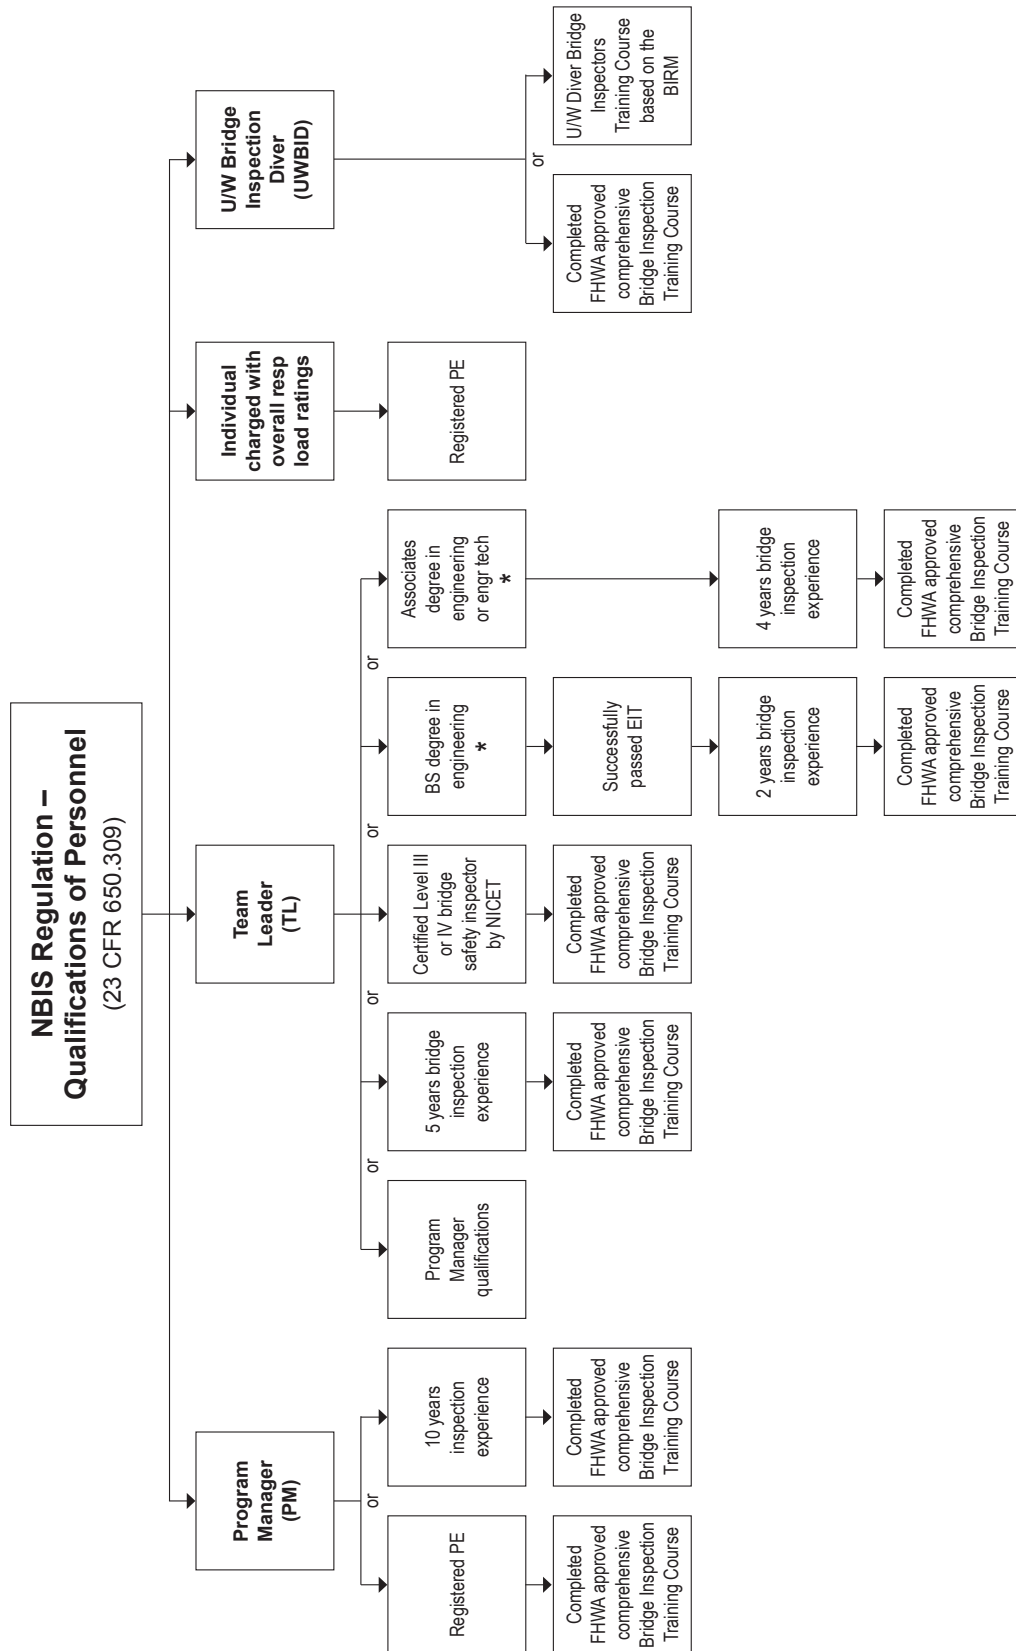 NBIS Regulation –
Qualifications of Personnel
(23 CFR 650.309)
Program
Manager
(PM)
or
Registered PE
Completed
FHWA approved
comprehensive
Bridge Inspection
Training Course
10 years
inspection
experience
Completed
FHWA approved
comprehensive
Bridge Inspection
Training Course
Team
Leader
(TL)
Program
Manager
qualifications
or
5 years bridge
inspection
experience
Completed
FHWA approved
comprehensive
Bridge Inspection
Training Course
or
Certified Level III
or IV bridge
safety inspector
by NICET
Completed
FHWA approved
comprehensive
Bridge Inspection
Training Course
or
BS degree in
engineering
*
Successfully
passed EIT
2 years bridge
inspection
experience
Completed
FHWA approved
comprehensive
Bridge Inspection
Training Course
or
Associates
degree in
engineering
or engr tech
*
4 years bridge
inspection
experience
Completed
FHWA approved
comprehensive
Bridge Inspection
Training Course
Individual
charged with
overall resp
load ratings
Registered PE
U/W Bridge
Inspection
Diver
(UWBID)
Completed
FHWA approved
comprehensive
Bridge Inspection
Training Course
or
U/W Diver Bridge
Inspectors
Training Course
based on the
BIRM